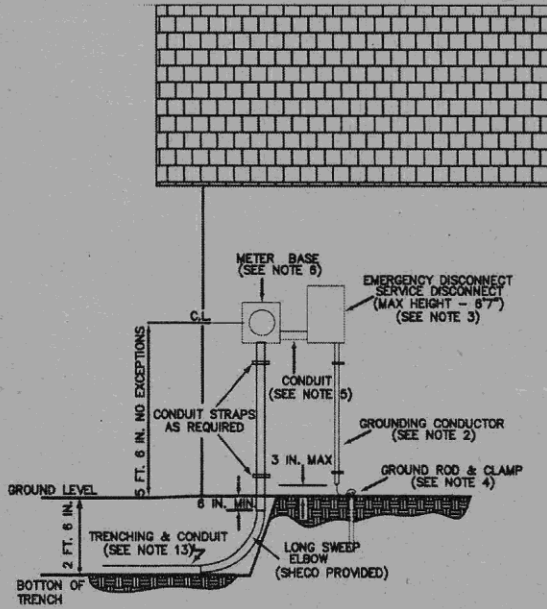 METER BASE
(SEE NOTE 6)
EMERGENCY DISCONNECT
SERVICE DISCONNECT
(MAX HEIGHT - 6'7")
(SEE NOTE 3)
C.L.
5 FT. 6 IN. NO EXCEPTIONS
CONDUIT
(SEE NOTE 5)
CONDUIT STRAPS
AS REQUIRED
GROUNDING CONDUCTOR
(SEE NOTE 2)
3 IN. MAX
GROUND ROD & CLAMP
(SEE NOTE 4)
GROUND LEVEL
6 IN. MIN.
2 FT. 6 IN.
TRENCHING & CONDUIT
(SEE NOTE 13)
LONG SWEEP
ELBOW
(SHECO PROVIDED)
BOTTON OF
TRENCH